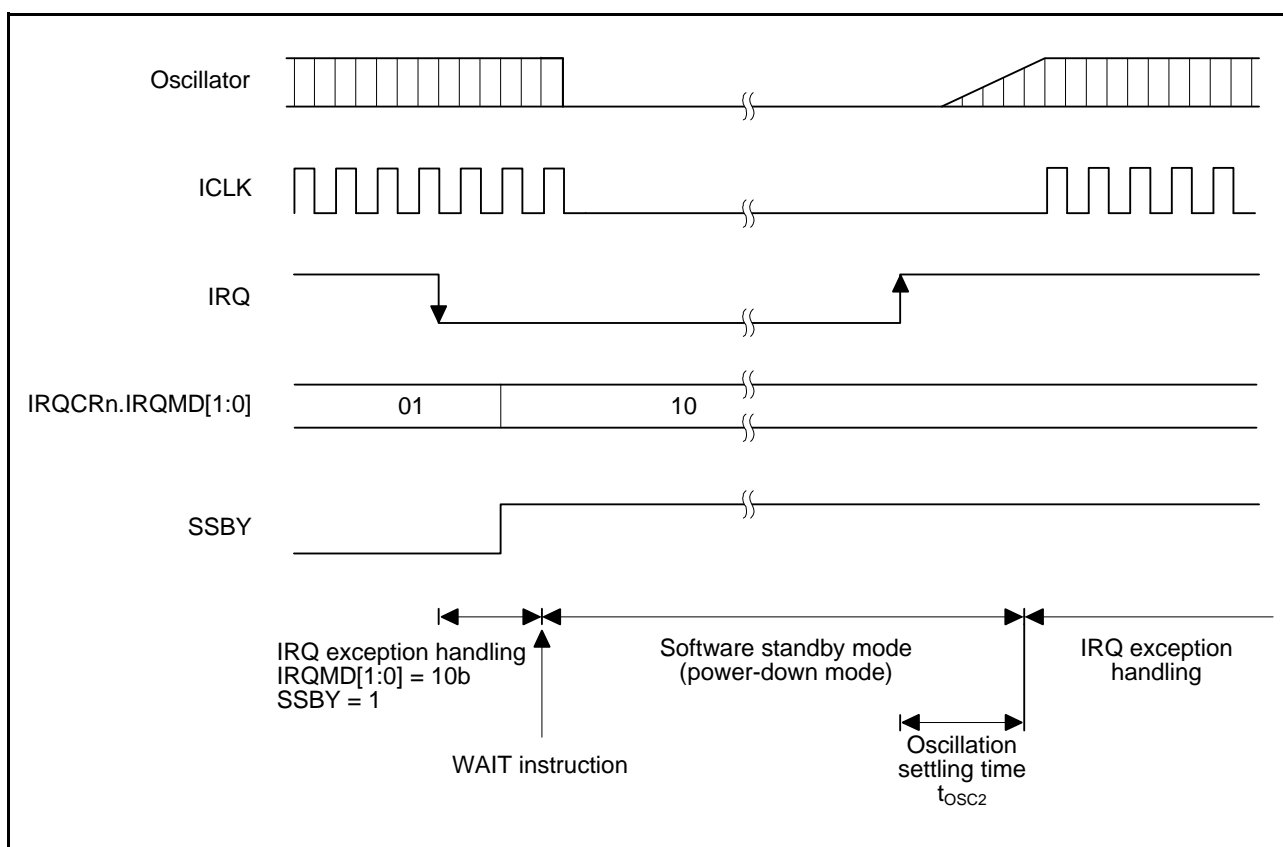 Oscillator
ICLK
IRQ
IRQCRn.IRQMD[1:0]
01
10
SSBY
IRQ exception handling
IRQMD[1:0] = 10b
SSBY = 1
WAIT instruction
Software standby mode
(power-down mode)
Oscillation
settling time
tOSC2
IRQ exception
handling